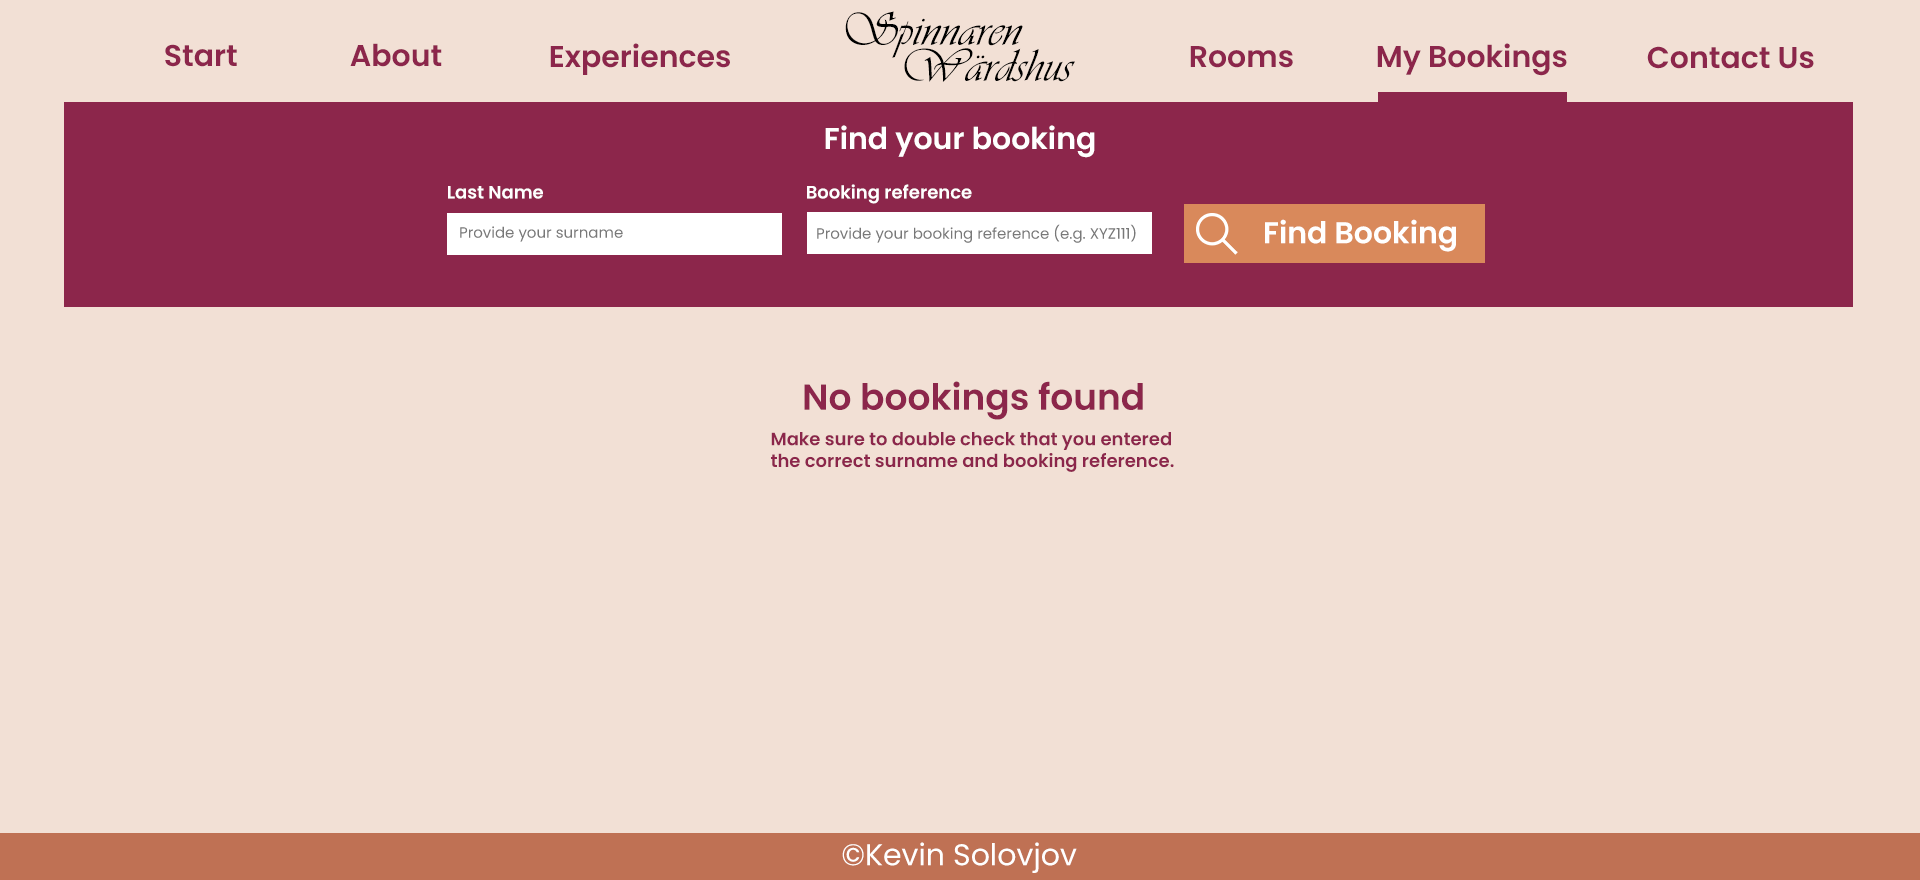 Start
About
Experiences
Spinnaren
Wärdshus
Rooms
My Bookings
Contact Us
Find your booking
Last Name
Booking reference
Provide your surname
Provide your booking reference (e.g. XYZ111)
Find Booking
No bookings found
Make sure to double check that you entered
the correct surname and booking reference.
©Kevin Solovjov